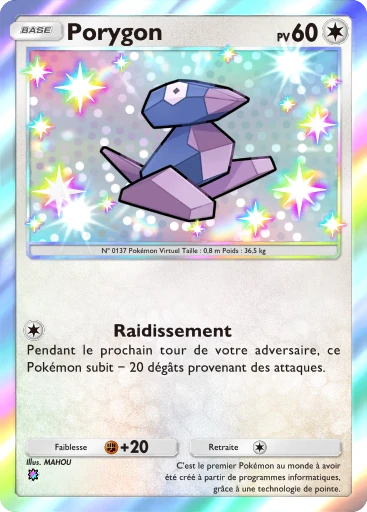 BASE Porygon PV 60
N° 0137 Pokémon Virtuel Taille : 0,8 m Poids : 36,5 kg
Raidissement
Pendant le prochain tour de votre adversaire, ce
Pokémon subit − 20 dégâts provenant des attaques.
Faiblesse +20 Retraite
Illus. MAHOU
C'est le premier Pokémon au monde à avoir
été créé à partir de programmes informatiques,
grâce à une technologie de pointe.